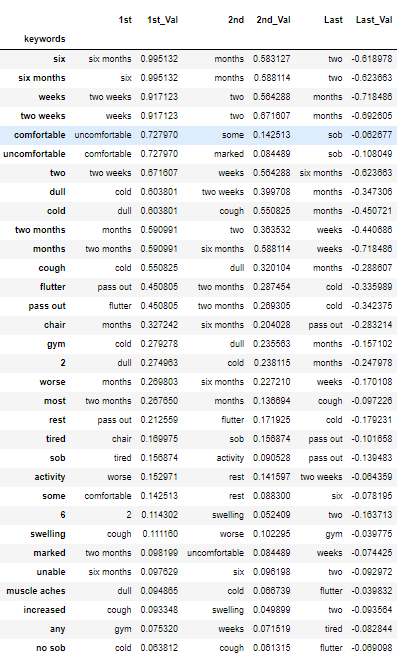 1st 1st_Val 2nd 2nd_Val Last Last_Val
keywords
six six months 0.995132 months 0.583127 two -0.618978
six months six 0.995132 months 0.588114 two -0.623663
weeks two weeks 0.917123 two 0.564288 months -0.718486
two weeks weeks 0.917123 two 0.671607 months -0.692605
comfortable uncomfortable 0.727970 some 0.142513 sob -0.062677
uncomfortable comfortable 0.727970 marked 0.084489 sob -0.108049
two two weeks 0.671607 weeks 0.564288 six months -0.623663
dull cold 0.603801 two weeks 0.399708 months -0.347306
cold dull 0.603801 cough 0.550825 months -0.450721
two months months 0.590991 two 0.363532 weeks -0.440686
months two months 0.590991 six months 0.588114 weeks -0.718486
cough cold 0.550825 dull 0.320104 months -0.288607
flutter pass out 0.450805 two months 0.287454 cold -0.335989
pass out flutter 0.450805 two months 0.269305 cold -0.342375
chair months 0.327242 six months 0.204028 pass out -0.283214
gym cold 0.279278 dull 0.235563 months -0.157102
2 dull 0.274963 cold 0.238115 months -0.247978
worse months 0.269803 six months 0.227210 weeks -0.170108
most two months 0.267650 months 0.136694 cough -0.097226
rest pass out 0.212559 flutter 0.171925 cold -0.179231
tired chair 0.169975 sob 0.156874 pass out -0.101658
sob tired 0.156874 activity 0.090528 pass out -0.139483
activity worse 0.152971 rest 0.141597 two weeks -0.064359
some comfortable 0.142513 rest 0.088300 six -0.078195
6 2 0.114302 swelling 0.052409 two -0.163713
swelling cough 0.111160 worse 0.102295 gym -0.039775
marked two months 0.098199 uncomfortable 0.084489 weeks -0.074425
unable six months 0.097629 six 0.096198 two -0.092972
muscle aches dull 0.094865 cold 0.066739 flutter -0.039832
increased cough 0.093348 swelling 0.049899 two -0.093564
any gym 0.075320 weeks 0.071519 tired -0.082844
no sob cold 0.063812 cough 0.061315 flutter -0.069098